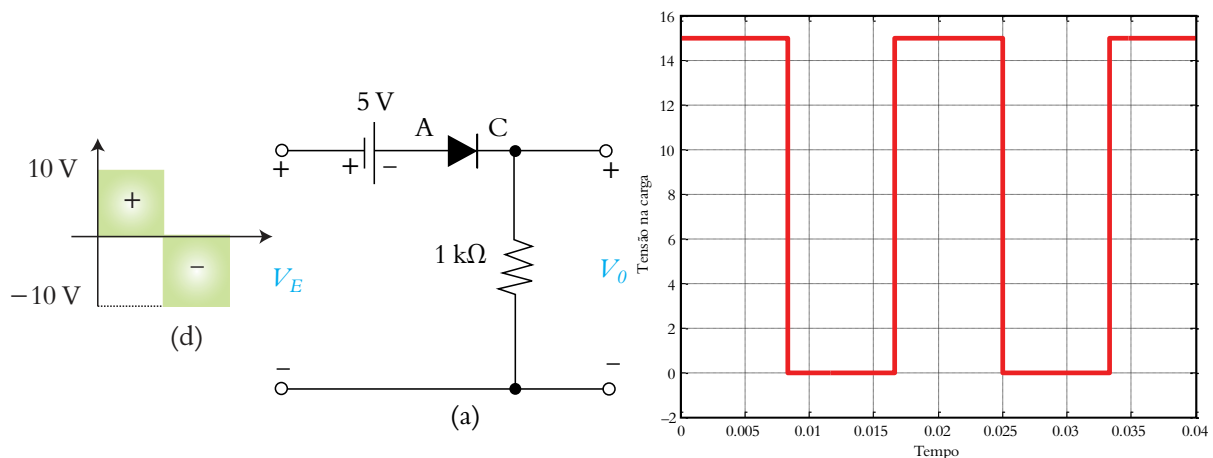 10 V
+
−
−10 V
(d)
5 V
+
−
A
C
+
+
1 kΩ
V_E
V_0
−
−
(a)
Tensão na carga
16
14
12
10
8
6
4
2
0
−2
0
0.005
0.01
0.015
0.02
0.025
0.03
0.035
0.04
Tempo